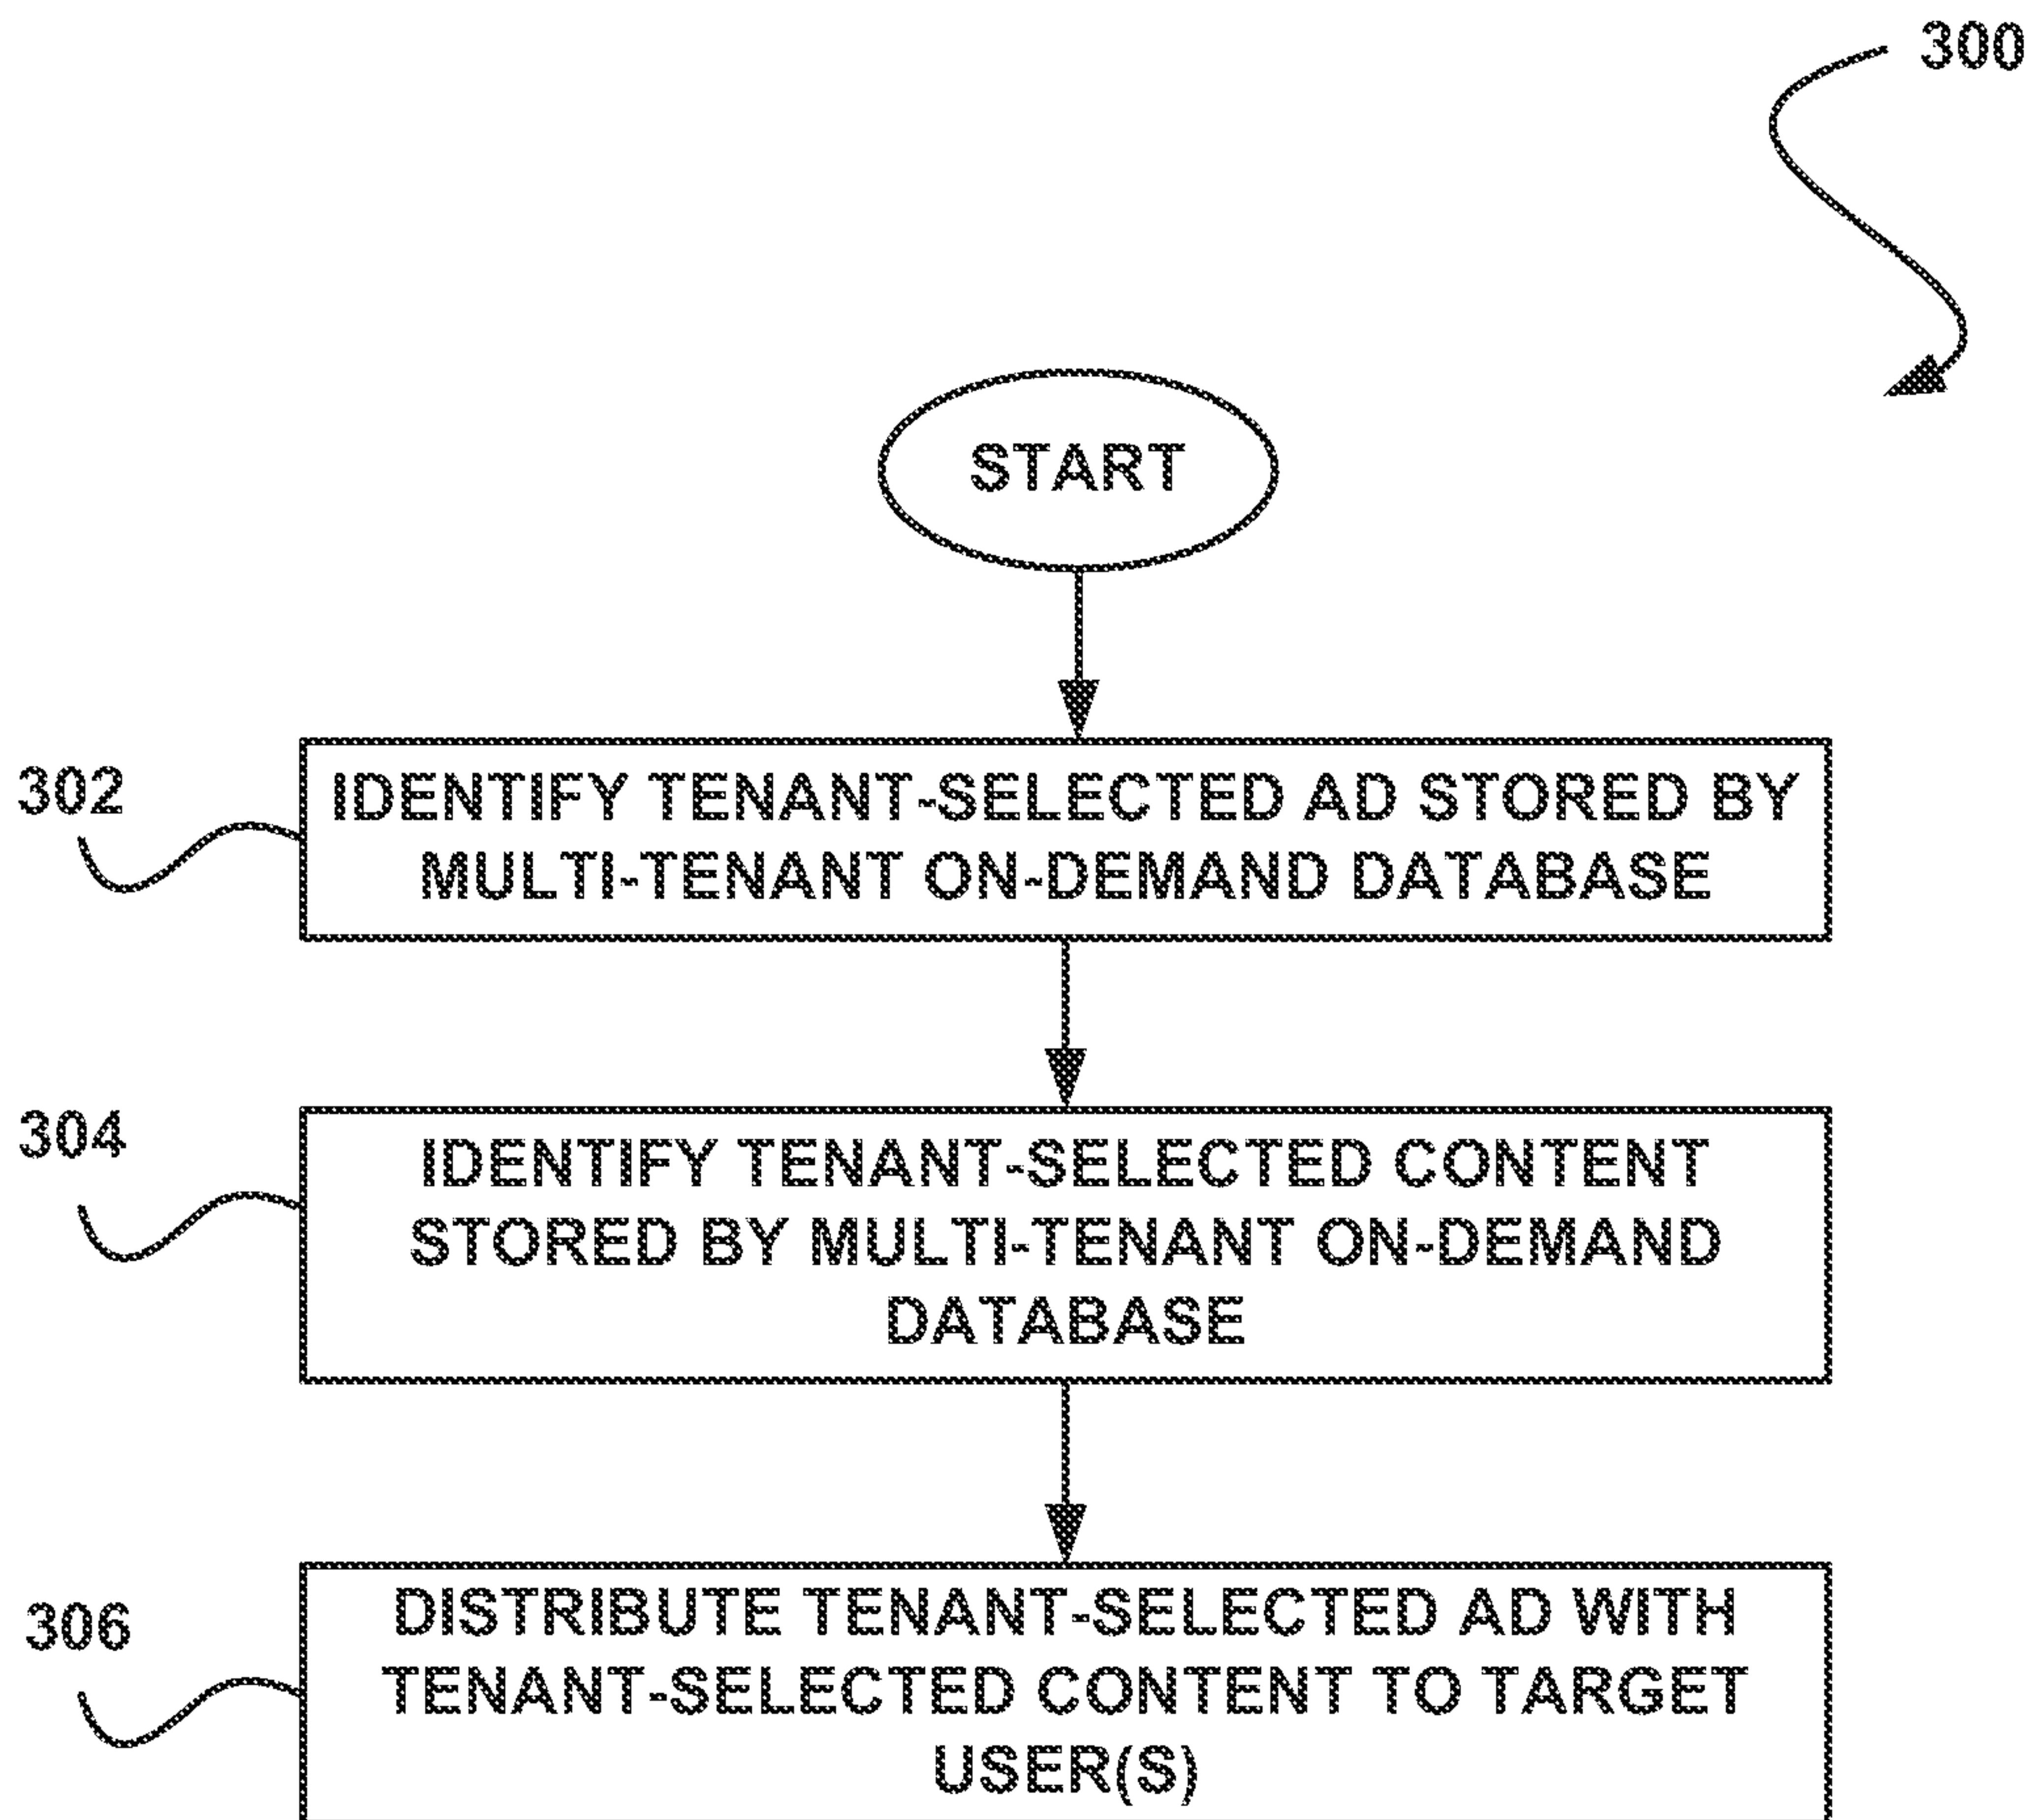 300
START
302
IDENTIFY TENANT-SELECTED AD STORED BY
MULTI-TENANT ON-DEMAND DATABASE
304
IDENTIFY TENANT-SELECTED CONTENT
STORED BY MULTI-TENANT ON-DEMAND
DATABASE
306
DISTRIBUTE TENANT-SELECTED AD WITH
TENANT-SELECTED CONTENT TO TARGET
USER(S)